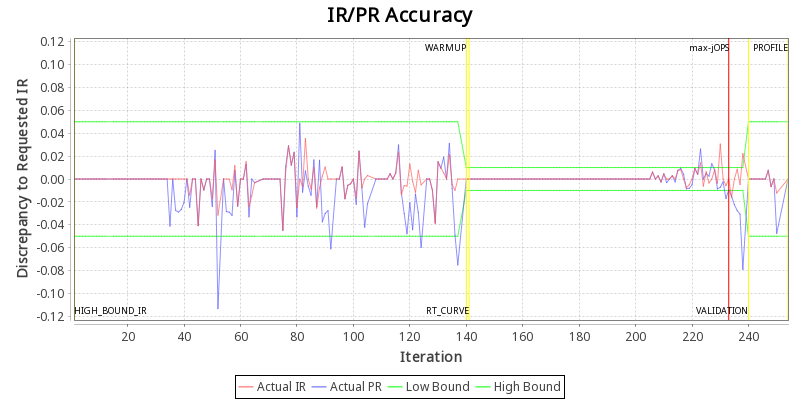 IR/PR Accuracy
Discrepancy to Requested IR
0.12
0.10
0.08
0.06
0.04
0.02
0.00
-0.02
-0.04
-0.06
-0.08
-0.10
-0.12
WARMUP
max-jOPS
PROFILE
HIGH_BOUND_IR
RT_CURVE
VALIDATION
20 40 60 80 100 120 140 160 180 200 220 240
Iteration
Actual IR Actual PR Low Bound High Bound